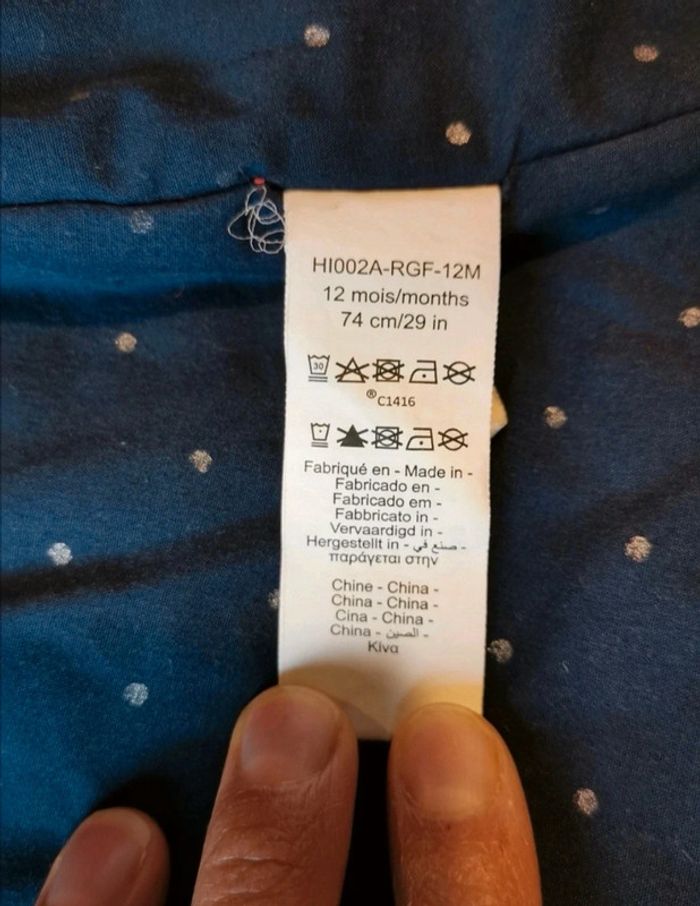 HI002A-RGF-12M
12 mois/months
74 cm/29 in
30
®C1416
Fabriqué en - Made in -
Fabricado en -
Fabricado em -
Fabbricato in -
Vervaardigd in -
Hergestellt in - صنع في -
παράγεται στην
Chine - China -
China - China -
Cina - China -
China - الصين -
Κίνα